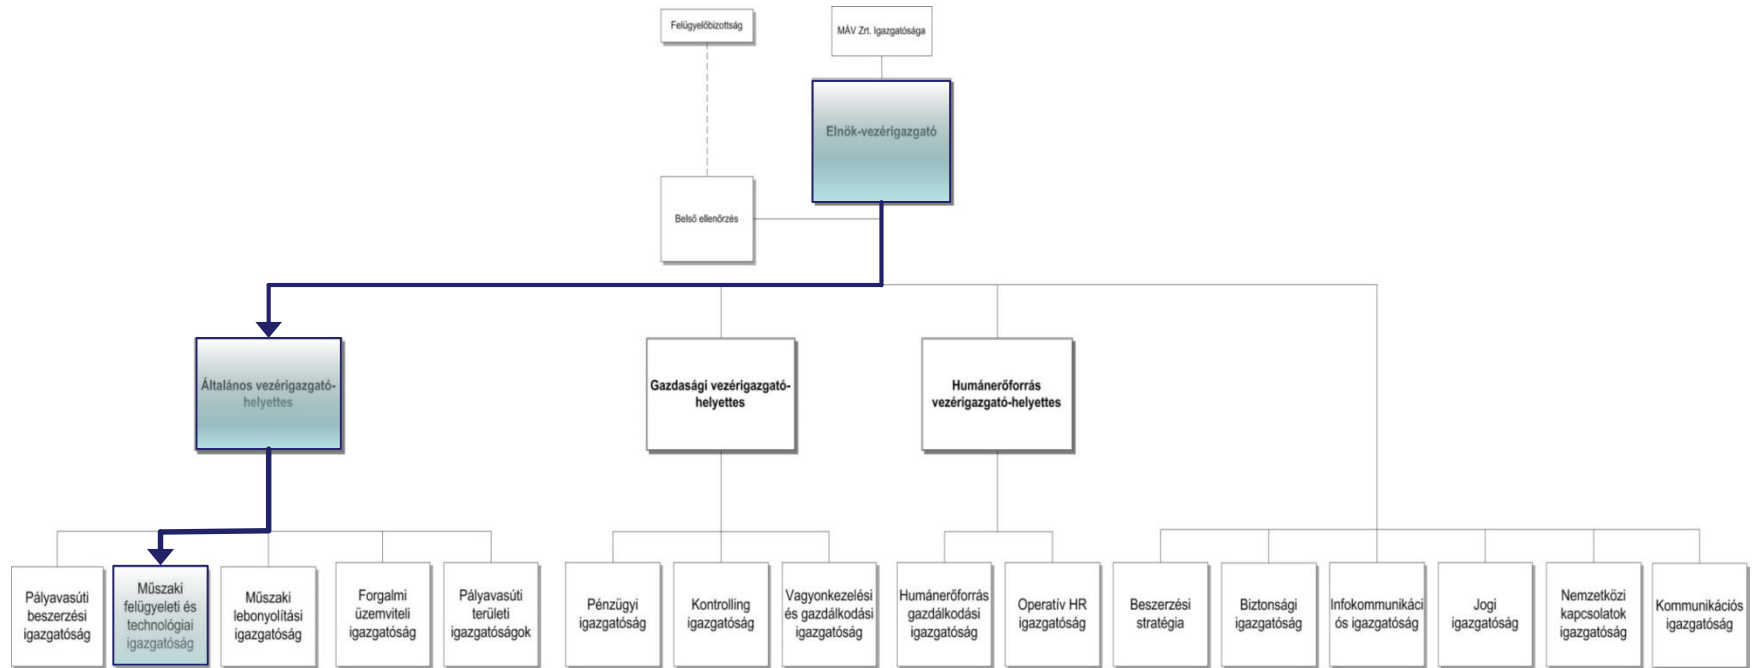 Felügyelőbizottság
MÁV Zrt. Igazgatósága
Elnök-vezérigazgató
Belső ellenőrzés
Általános vezérigazgató-
helyettes
Gazdasági vezérigazgató-
helyettes
Humánerőforrás
vezérigazgató-helyettes
Pályavasúti
beszerzési
igazgatóság
Műszaki
felügyeleti és
technológiai
igazgatóság
Műszaki
lebonyolítási
igazgatóság
Forgalmi
üzemviteli
igazgatóság
Pályavasúti
területi
igazgatóságok
Pénzügyi
igazgatóság
Kontrolling
igazgatóság
Vagyonkezelési
és gazdálkodási
igazgatóság
Humánerőforrás
gazdálkodási
igazgatóság
Operatív HR
igazgatóság
Beszerzési
stratégia
Biztonsági
igazgatóság
Infokommunikáci
ós igazgatóság
Jogi
igazgatóság
Nemzetközi
kapcsolatok
igazgatóság
Kommunikációs
igazgatóság